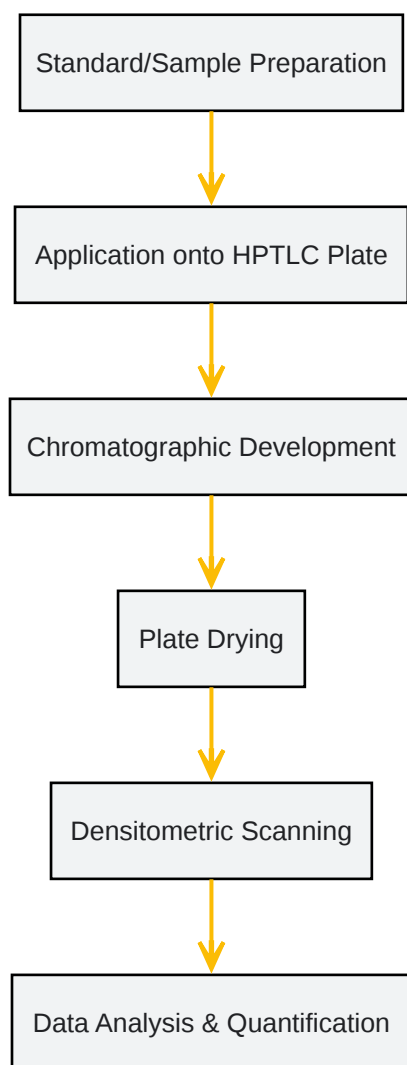 Standard/Sample Preparation
Application onto HPTLC Plate
Chromatographic Development
Plate Drying
Densitometric Scanning
Data Analysis & Quantification